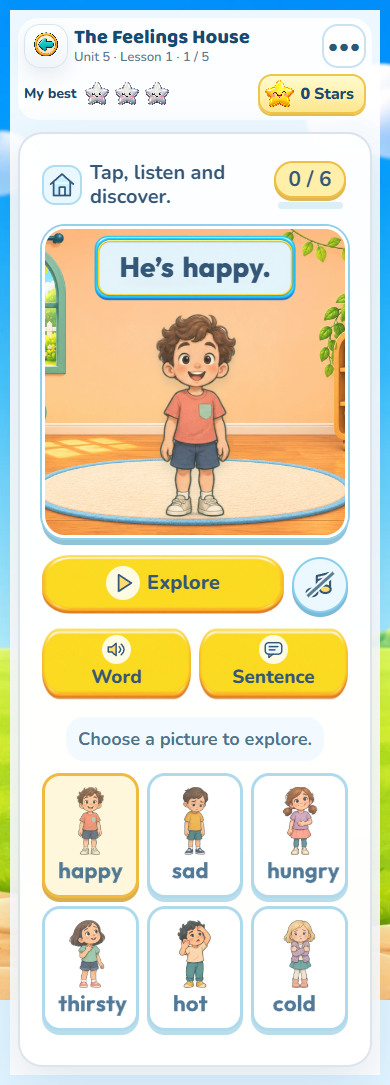 The Feelings House
Unit 5 · Lesson 1 · 1 / 5
My best
0 Stars
Tap, listen and
discover.
0 / 6
He's happy.
Explore
Word
Sentence
Choose a picture to explore.
happy
sad
hungry
thirsty
hot
cold